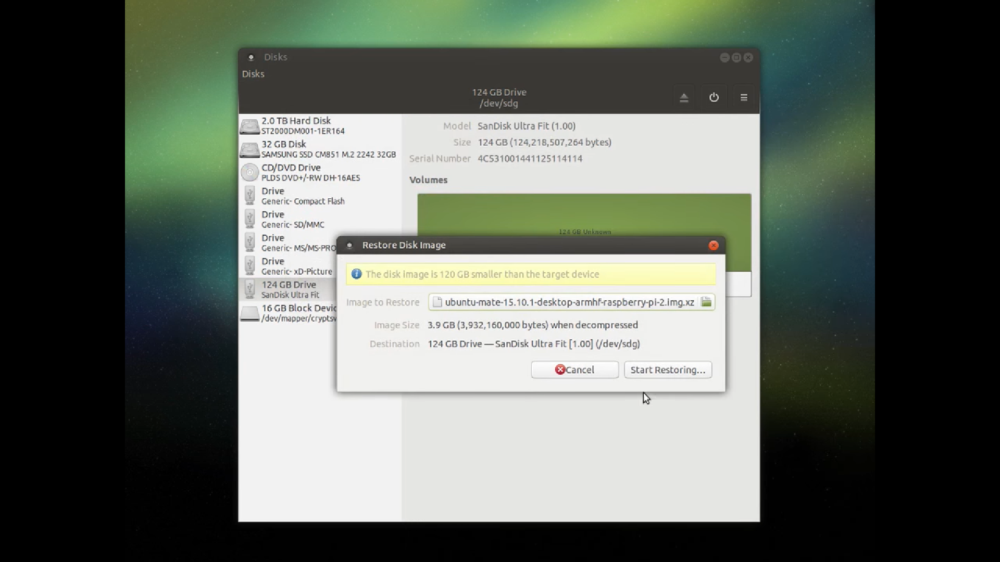 Disks
Disks
124 GB Drive
/dev/sdg
2.0 TB Hard Disk
ST2000DM001-1ER164
32 GB Disk
SAMSUNG SSD CM851 M.2 2242 32GB
CD/DVD Drive
PLDS DVD+/-RW DH-16AES
Drive
Generic- Compact Flash
Drive
Generic- SD/MMC
Drive
Generic- MS/MS-PRO
Drive
Generic- xD-Picture
124 GB Drive
SanDisk Ultra Fit
16 GB Block Devic
/dev/mapper/cryptsw
Model SanDisk Ultra Fit (1.00)
Size 124 GB (124,218,507,264 bytes)
Serial Number 4C531001441125114114
Volumes
124 GB Unknown
Restore Disk Image
The disk image is 120 GB smaller than the target device
Image to Restore ubuntu-mate-15.10.1-desktop-armhf-raspberry-pi-2.img.xz
Image Size 3.9 GB (3,932,160,000 bytes) when decompressed
Destination 124 GB Drive — SanDisk Ultra Fit [1.00] (/dev/sdg)
Cancel Start Restoring...